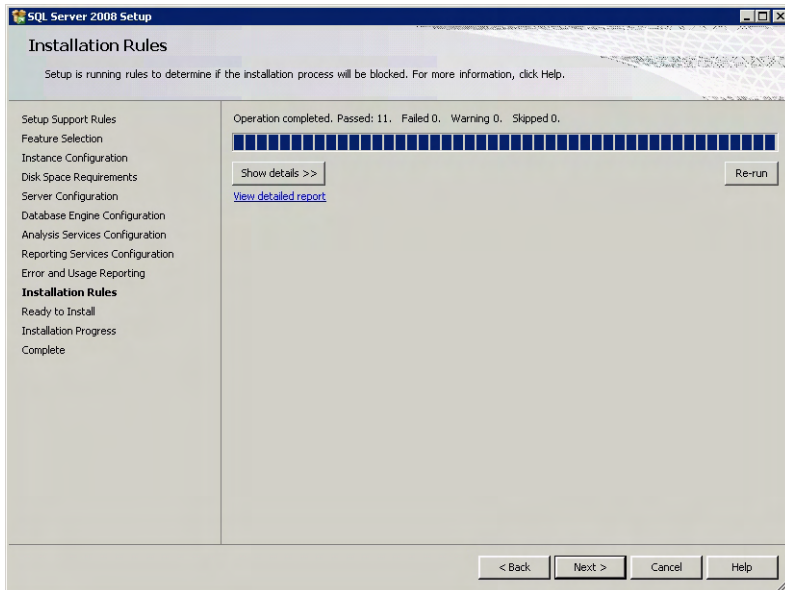 SQL Server 2008 Setup
Installation Rules
Setup is running rules to determine if the installation process will be blocked. For more information, click Help.
Setup Support Rules
Feature Selection
Instance Configuration
Disk Space Requirements
Server Configuration
Database Engine Configuration
Analysis Services Configuration
Reporting Services Configuration
Error and Usage Reporting
Installation Rules
Ready to Install
Installation Progress
Complete
Operation completed. Passed: 11. Failed 0. Warning 0. Skipped 0.
Show details >> Re-run
View detailed report
< Back Next > Cancel Help